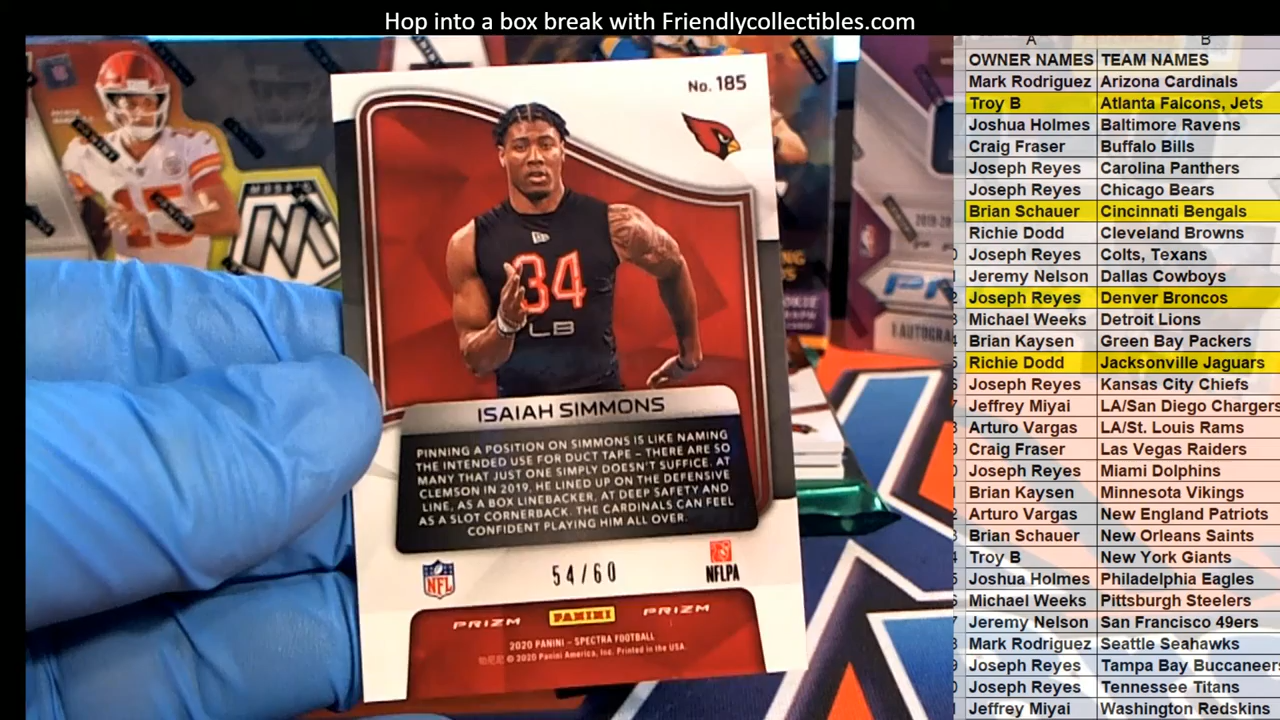 Hop into a box break with Friendlycollectibles.com
No. 185
34
LB
ISAIAH SIMMONS
PINNING A POSITION ON SIMMONS IS LIKE NAMING
THE INTENDED USE FOR DUCT TAPE – THERE ARE SO
MANY THAT JUST ONE SIMPLY DOESN'T SUFFICE. AT
CLEMSON IN 2019, HE LINED UP ON THE DEFENSIVE
LINE, AS A BOX LINEBACKER, AT DEEP SAFETY AND
AS A SLOT CORNERBACK. THE CARDINALS CAN FEEL
CONFIDENT PLAYING HIM ALL OVER.
NFL
54/60
NFLPA
PRIZM PANINI PRIZM
2020 PANINI – SPECTRA FOOTBALL
© 2020 Panini America, Inc. Printed in the USA.
MOSAIC
15
A B
OWNER NAMES TEAM NAMES
Mark Rodriguez Arizona Cardinals
Troy B Atlanta Falcons, Jets
Joshua Holmes Baltimore Ravens
Craig Fraser Buffalo Bills
Joseph Reyes Carolina Panthers
Joseph Reyes Chicago Bears
Brian Schauer Cincinnati Bengals
Richie Dodd Cleveland Browns
Joseph Reyes Colts, Texans
Jeremy Nelson Dallas Cowboys
Joseph Reyes Denver Broncos
Michael Weeks Detroit Lions
Brian Kaysen Green Bay Packers
Richie Dodd Jacksonville Jaguars
Joseph Reyes Kansas City Chiefs
Jeffrey Miyai LA/San Diego Chargers
Arturo Vargas LA/St. Louis Rams
Craig Fraser Las Vegas Raiders
Joseph Reyes Miami Dolphins
Brian Kaysen Minnesota Vikings
Arturo Vargas New England Patriots
Brian Schauer New Orleans Saints
Troy B New York Giants
Joshua Holmes Philadelphia Eagles
Michael Weeks Pittsburgh Steelers
Jeremy Nelson San Francisco 49ers
Mark Rodriguez Seattle Seahawks
Joseph Reyes Tampa Bay Buccaneers
Joseph Reyes Tennessee Titans
Jeffrey Miyai Washington Redskins